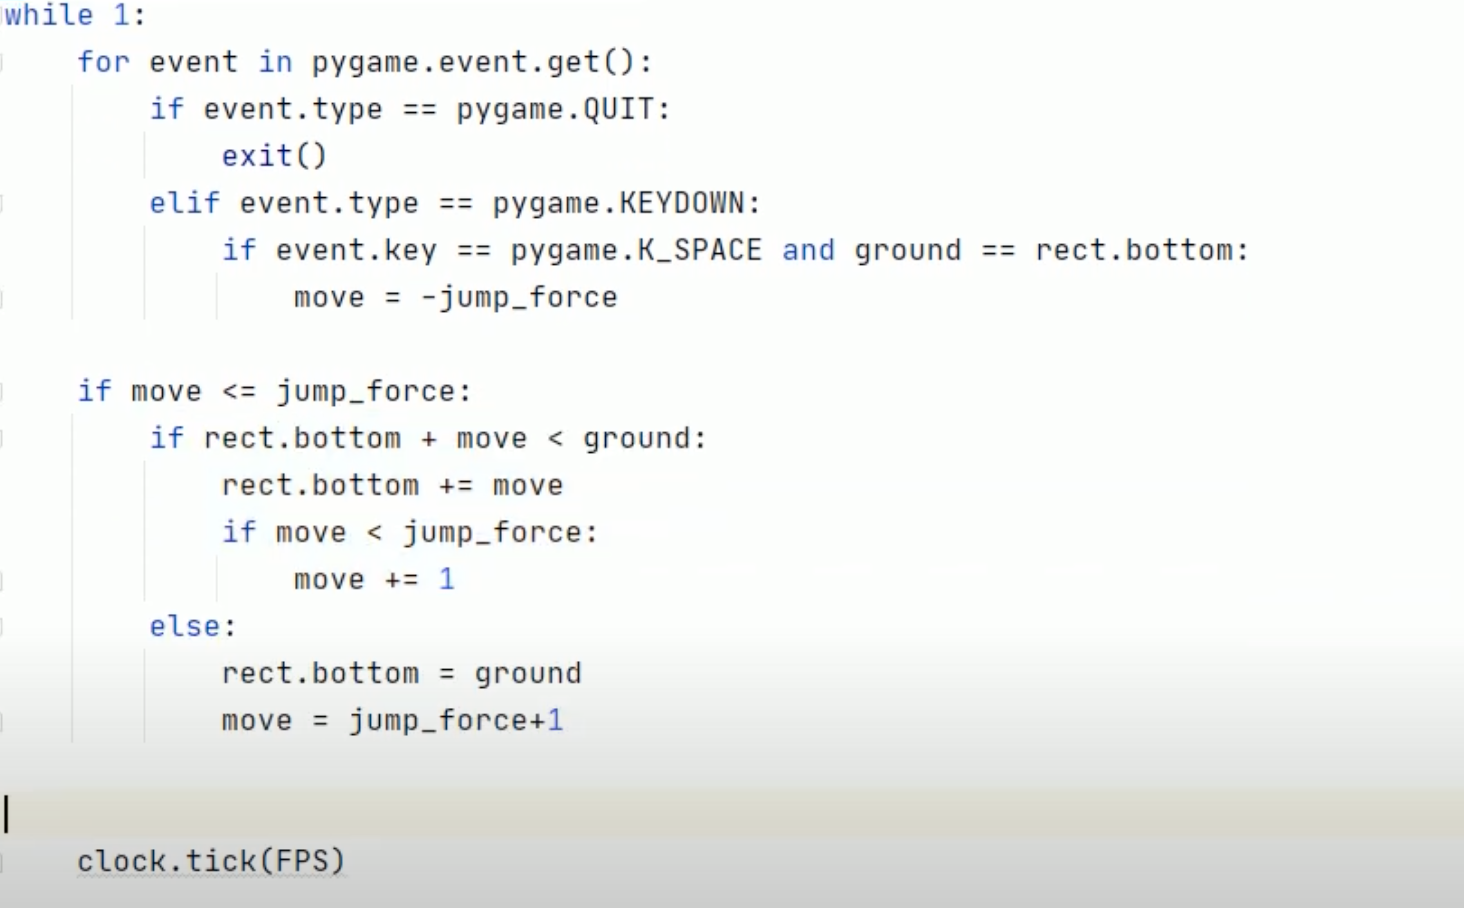 while 1:
    for event in pygame.event.get():
        if event.type == pygame.QUIT:
            exit()
        elif event.type == pygame.KEYDOWN:
            if event.key == pygame.K_SPACE and ground == rect.bottom:
                move = -jump_force
    if move <= jump_force:
        if rect.bottom + move < ground:
            rect.bottom += move
            if move < jump_force:
                move += 1
        else:
            rect.bottom = ground
            move = jump_force+1
    clock.tick(FPS)